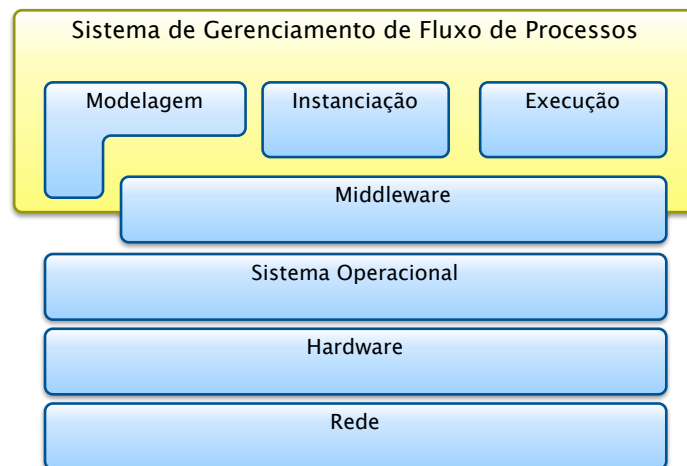 Sistema de Gerenciamento de Fluxo de Processos
Modelagem
Instanciação
Execução
Middleware
Sistema Operacional
Hardware
Rede